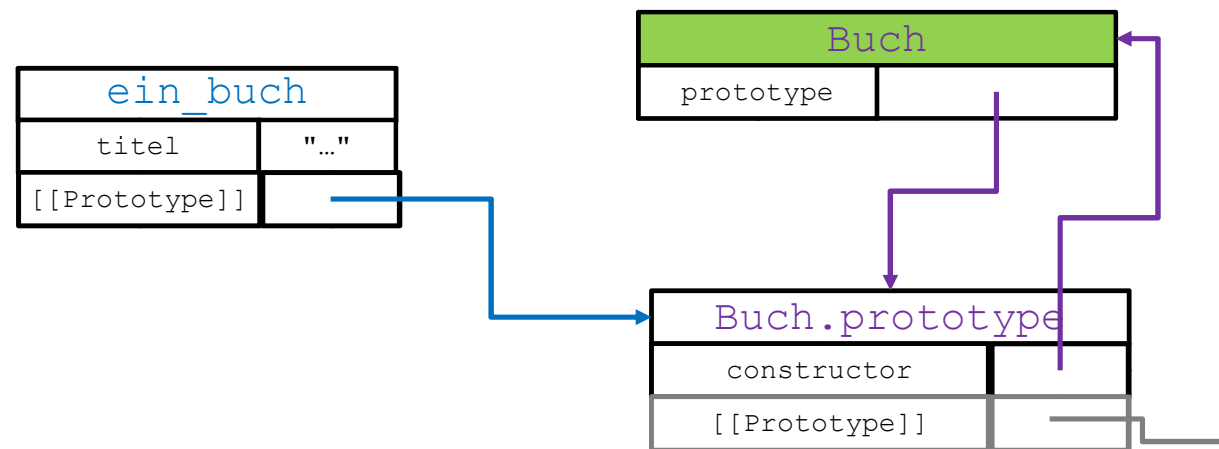 ein_buch
titel "…"
[[Prototype]]
Buch
prototype
Buch.prototype
constructor
[[Prototype]]